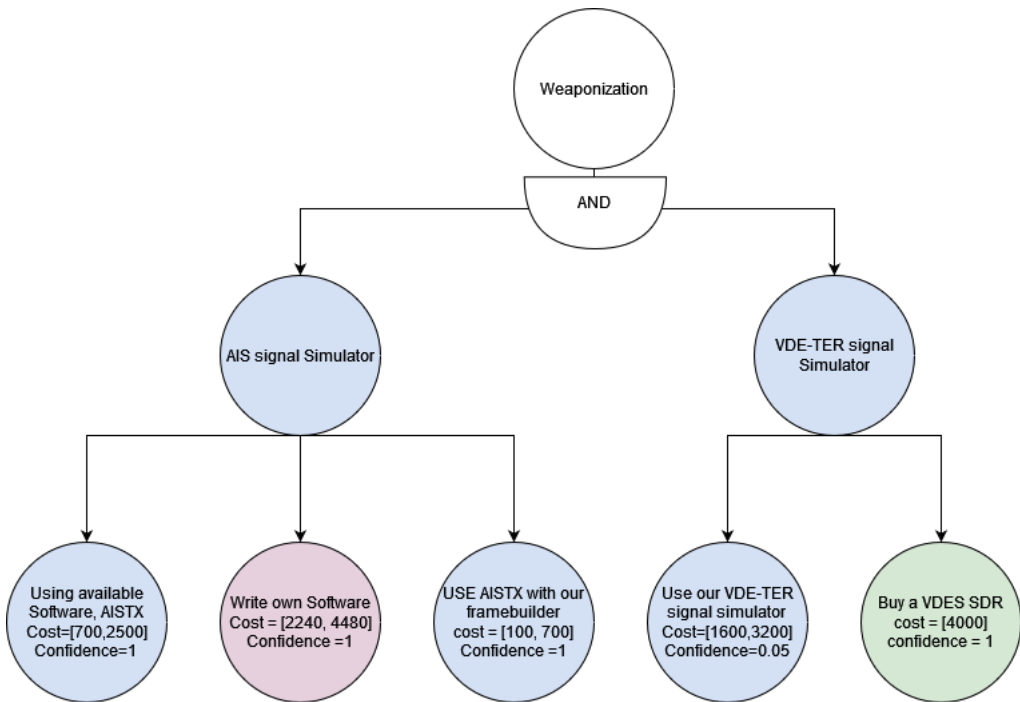 Weaponization
AND
AIS signal Simulator
VDE-TER signal
Simulator
Using available
Software, AISTX
Cost=[700,2500]
Confidence=1
Write own Software
Cost = [2240, 4480]
Confidence =1
USE AISTX with our
framebuilder
cost = [100, 700]
Confidence =1
Use our VDE-TER
signal simulator
Cost=[1600,3200]
Confidence=0.05
Buy a VDES SDR
cost = [4000]
confidence = 1